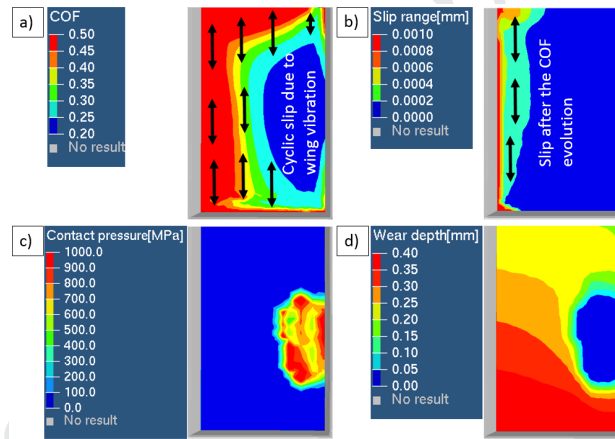 a)
COF
0.50
0.45
0.40
0.35
0.30
0.25
0.20
No result
Cyclic slip due to
wing vibration
b)
Slip range[mm]
0.0010
0.0008
0.0006
0.0004
0.0002
0.0000
No result
Slip after the COF
evolution
c)
Contact pressure[MPa]
1000.0
900.0
800.0
700.0
600.0
500.0
400.0
300.0
200.0
100.0
0.0
No result
d)
Wear depth[mm]
0.40
0.35
0.30
0.25
0.20
0.15
0.10
0.05
0.00
No result